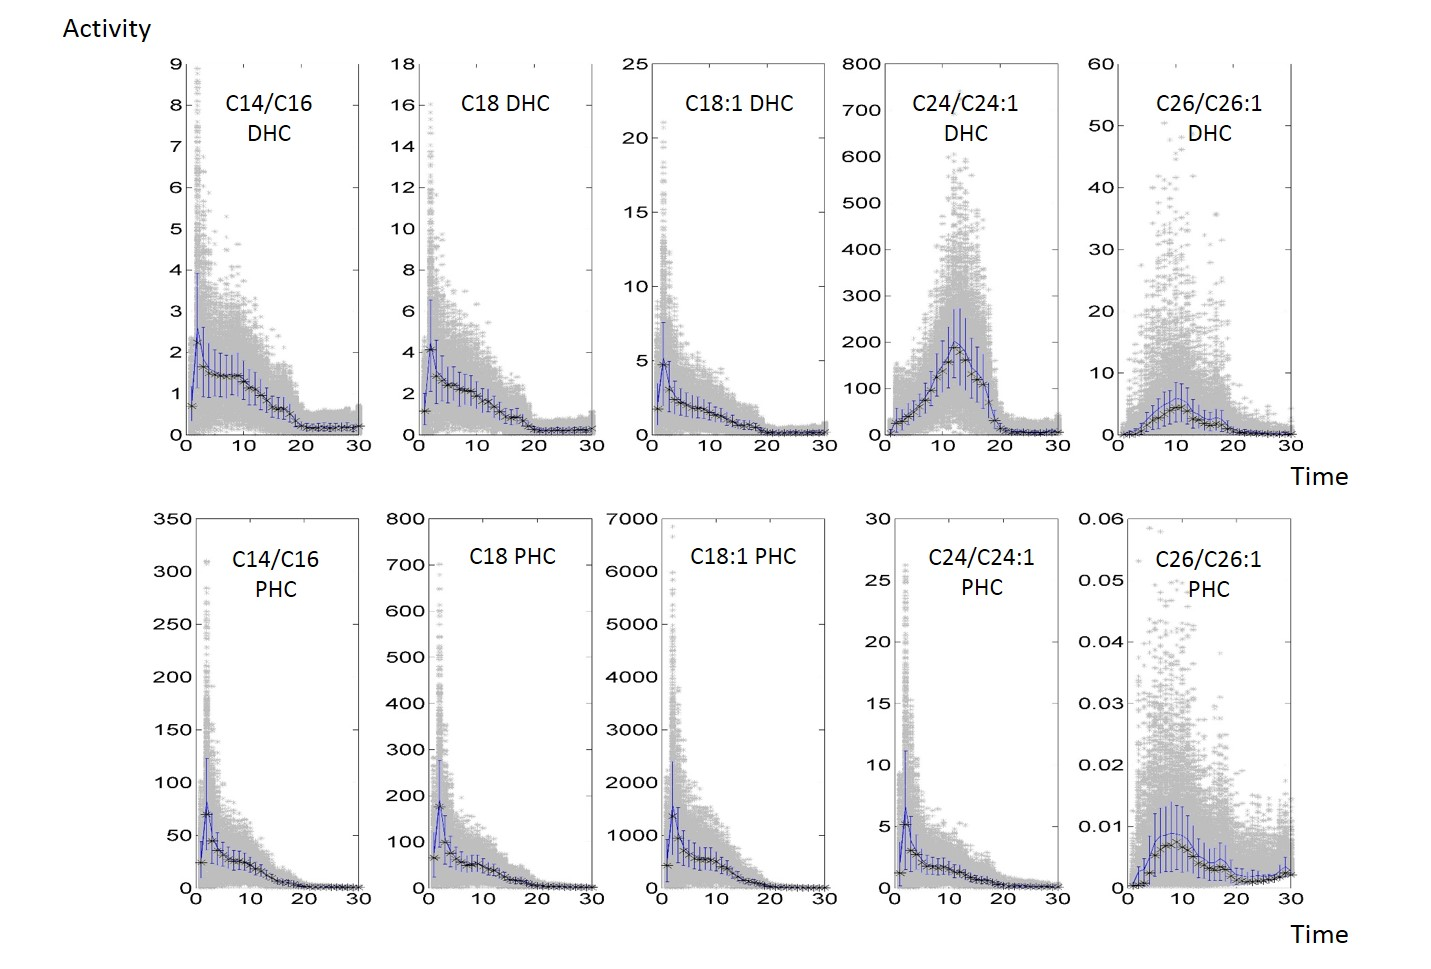 Activity
9
8
7
6
5
4
3
2
1
0
0 10 20 30
C14/C16
DHC
18
16
14
12
10
8
6
4
2
0
0 10 20 30
C18 DHC
25
20
15
10
5
0
0 10 20 30
C18:1 DHC
800
700
600
500
400
300
200
100
0
0 10 20 30
C24/C24:1
DHC
60
50
40
30
20
10
0
0 10 20 30
C26/C26:1
DHC
Time
350
300
250
200
150
100
50
0
0 10 20 30
C14/C16
PHC
800
700
600
500
400
300
200
100
0
0 10 20 30
C18 PHC
7000
6000
5000
4000
3000
2000
1000
0
0 10 20 30
C18:1 PHC
30
25
20
15
10
5
0
0 10 20 30
C24/C24:1
PHC
0.06
0.05
0.04
0.03
0.02
0.01
0
0 10 20 30
C26/C26:1
PHC
Time